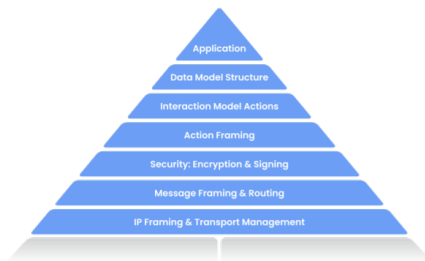 Application
Data Model Structure
Interaction Model Actions
Action Framing
Security: Encryption & Signing
Message Framing & Routing
IP Framing & Transport Management